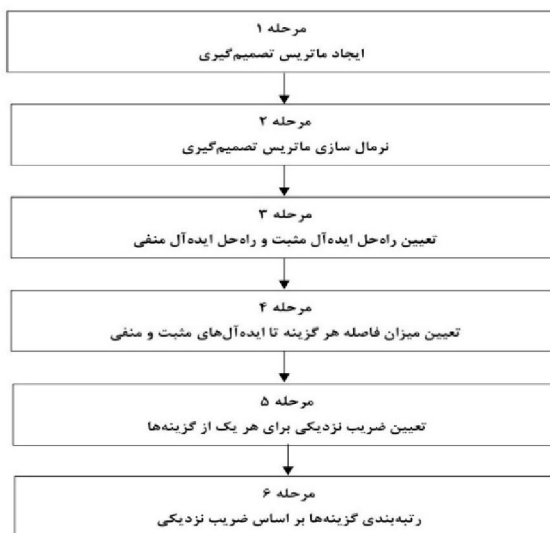 مرحله ۱
ایجاد ماتریس تصمیم‌گیری
مرحله ۲
نرمال سازی ماتریس تصمیم‌گیری
مرحله ۳
تعیین راه‌حل ایده‌آل مثبت و راه‌حل ایده‌آل منفی
مرحله ۴
تعیین میزان فاصله هر گزینه تا ایده‌آل‌های مثبت و منفی
مرحله ۵
تعیین ضریب نزدیکی برای هر یک از گزینه‌ها
مرحله ۶
رتبه‌بندی گزینه‌ها بر اساس ضریب نزدیکی